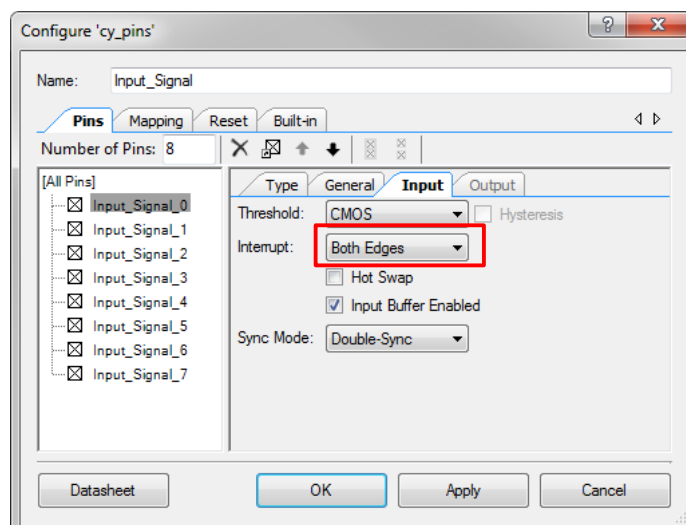 Configure 'cy_pins'
Name: Input_Signal
Pins Mapping Reset Built-in
Number of Pins: 8
[All Pins]
Input_Signal_0
Input_Signal_1
Input_Signal_2
Input_Signal_3
Input_Signal_4
Input_Signal_5
Input_Signal_6
Input_Signal_7
Type General Input Output
Threshold: CMOS Hysteresis
Interrupt: Both Edges
Hot Swap
Input Buffer Enabled
Sync Mode: Double-Sync
Datasheet OK Apply Cancel